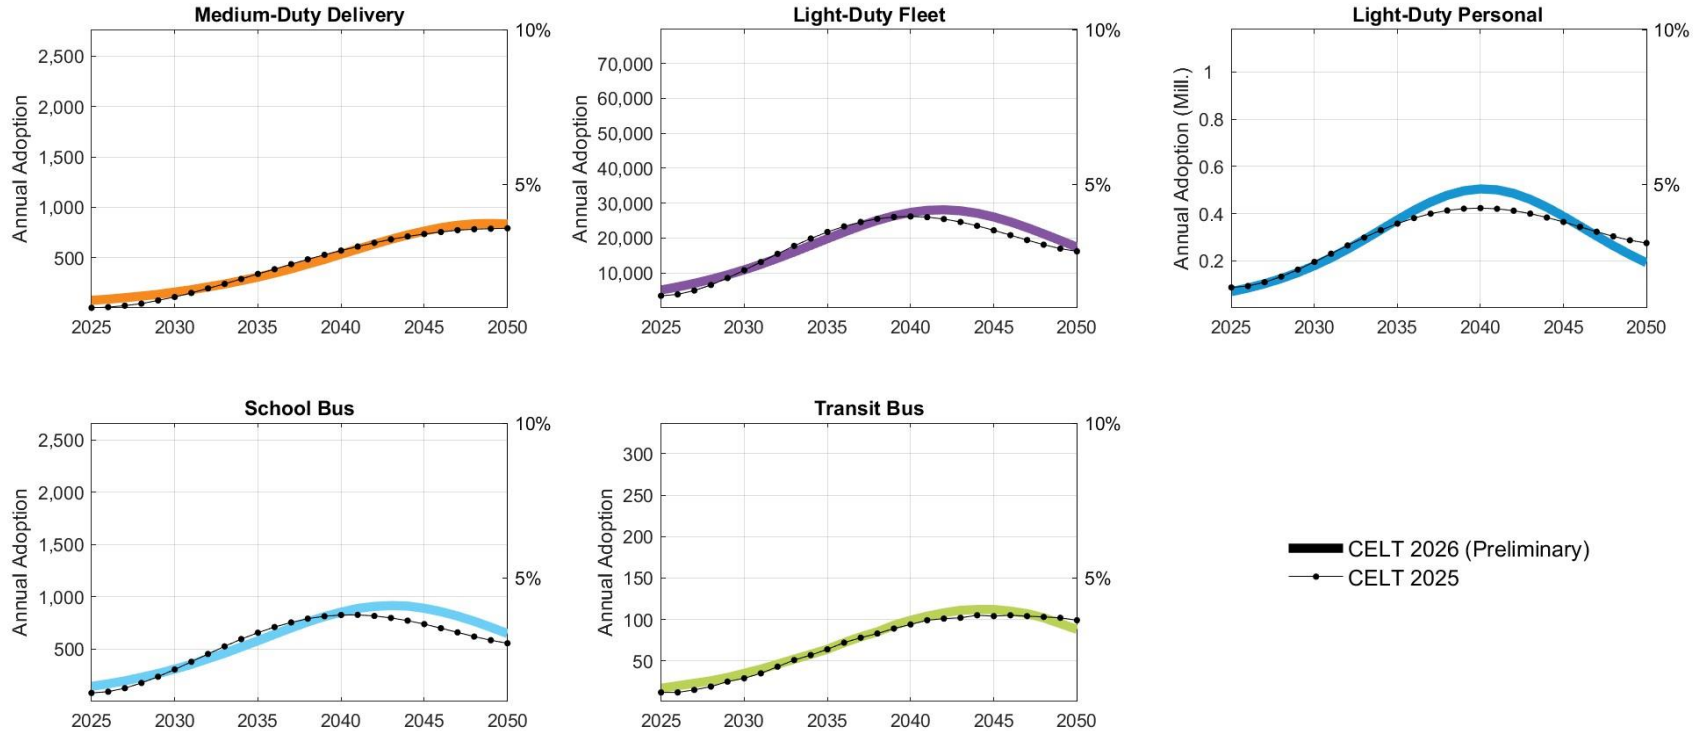 Medium-Duty Delivery
10%
2,500
2,000
1,500
5%
1,000
500
Annual Adoption
2025 2030 2035 2040 2045 2050
Light-Duty Fleet
10%
70,000
60,000
50,000
40,000
5%
30,000
20,000
10,000
Annual Adoption
2025 2030 2035 2040 2045 2050
Light-Duty Personal
10%
1
0.8
0.6
5%
0.4
0.2
Annual Adoption (Mill.)
2025 2030 2035 2040 2045 2050
School Bus
10%
2,500
2,000
1,500
5%
1,000
500
Annual Adoption
2025 2030 2035 2040 2045 2050
Transit Bus
10%
300
250
200
150
5%
100
50
Annual Adoption
2025 2030 2035 2040 2045 2050
CELT 2026 (Preliminary)
CELT 2025